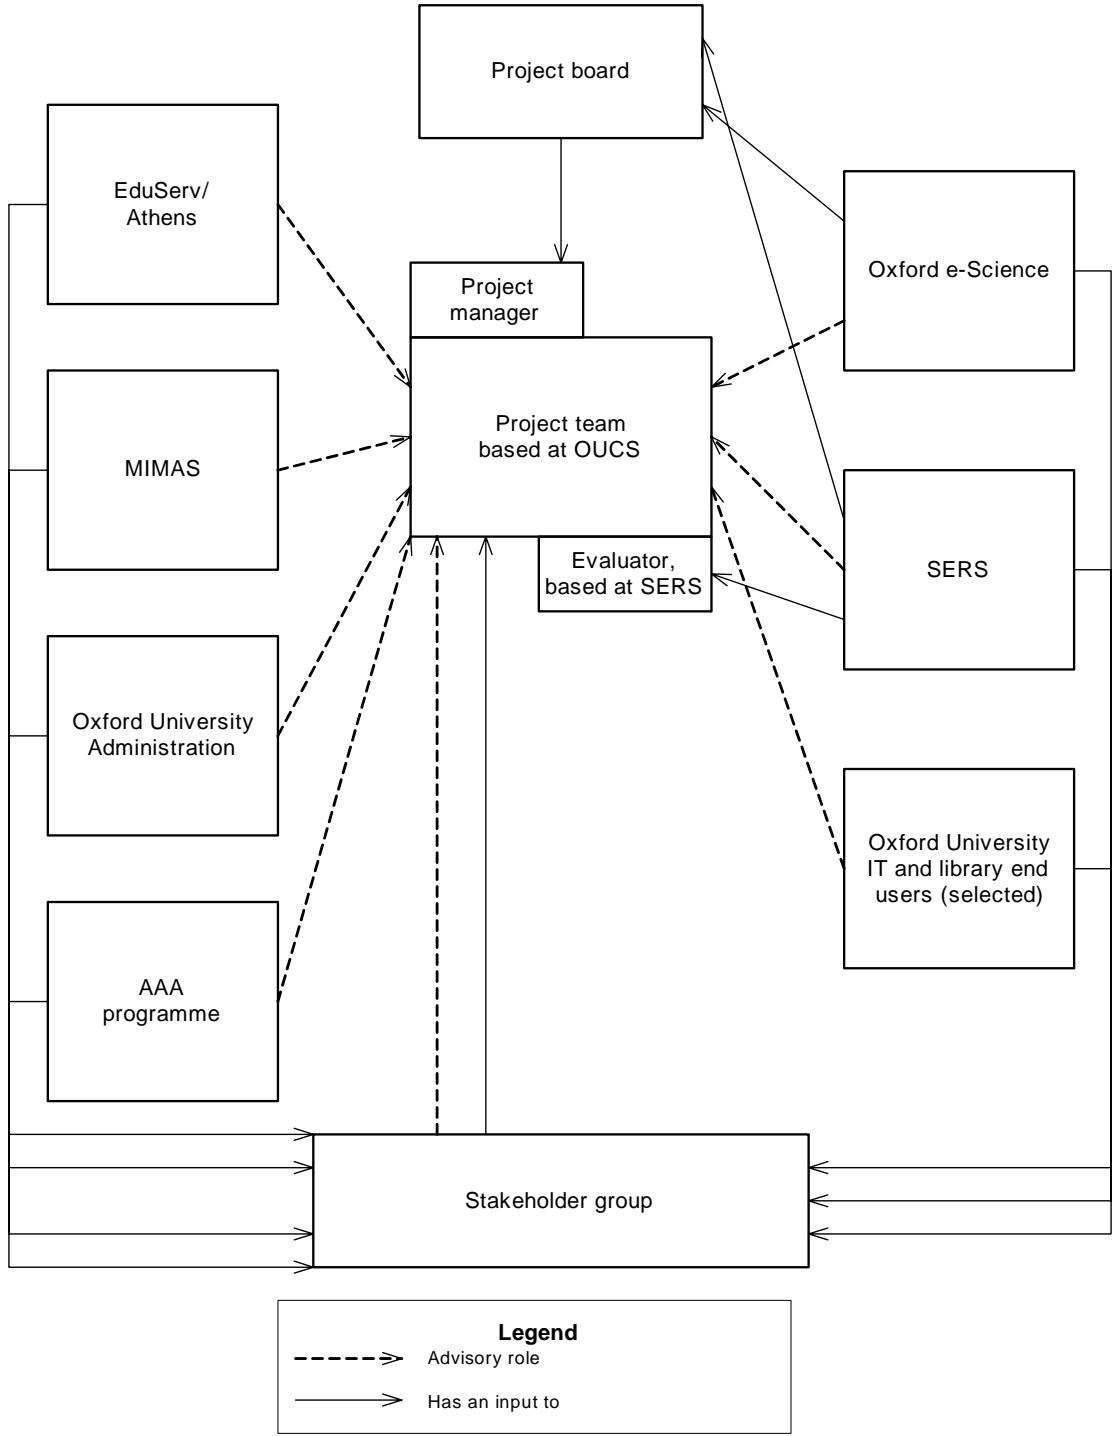 Project board
EduServ/
Athens
Oxford e-Science
Project
manager
Project team
based at OUCS
MIMAS
Evaluator,
based at SERS
SERS
Oxford University
Administration
Oxford University
IT and library end
users (selected)
AAA
programme
Stakeholder group
Legend
Advisory role
Has an input to